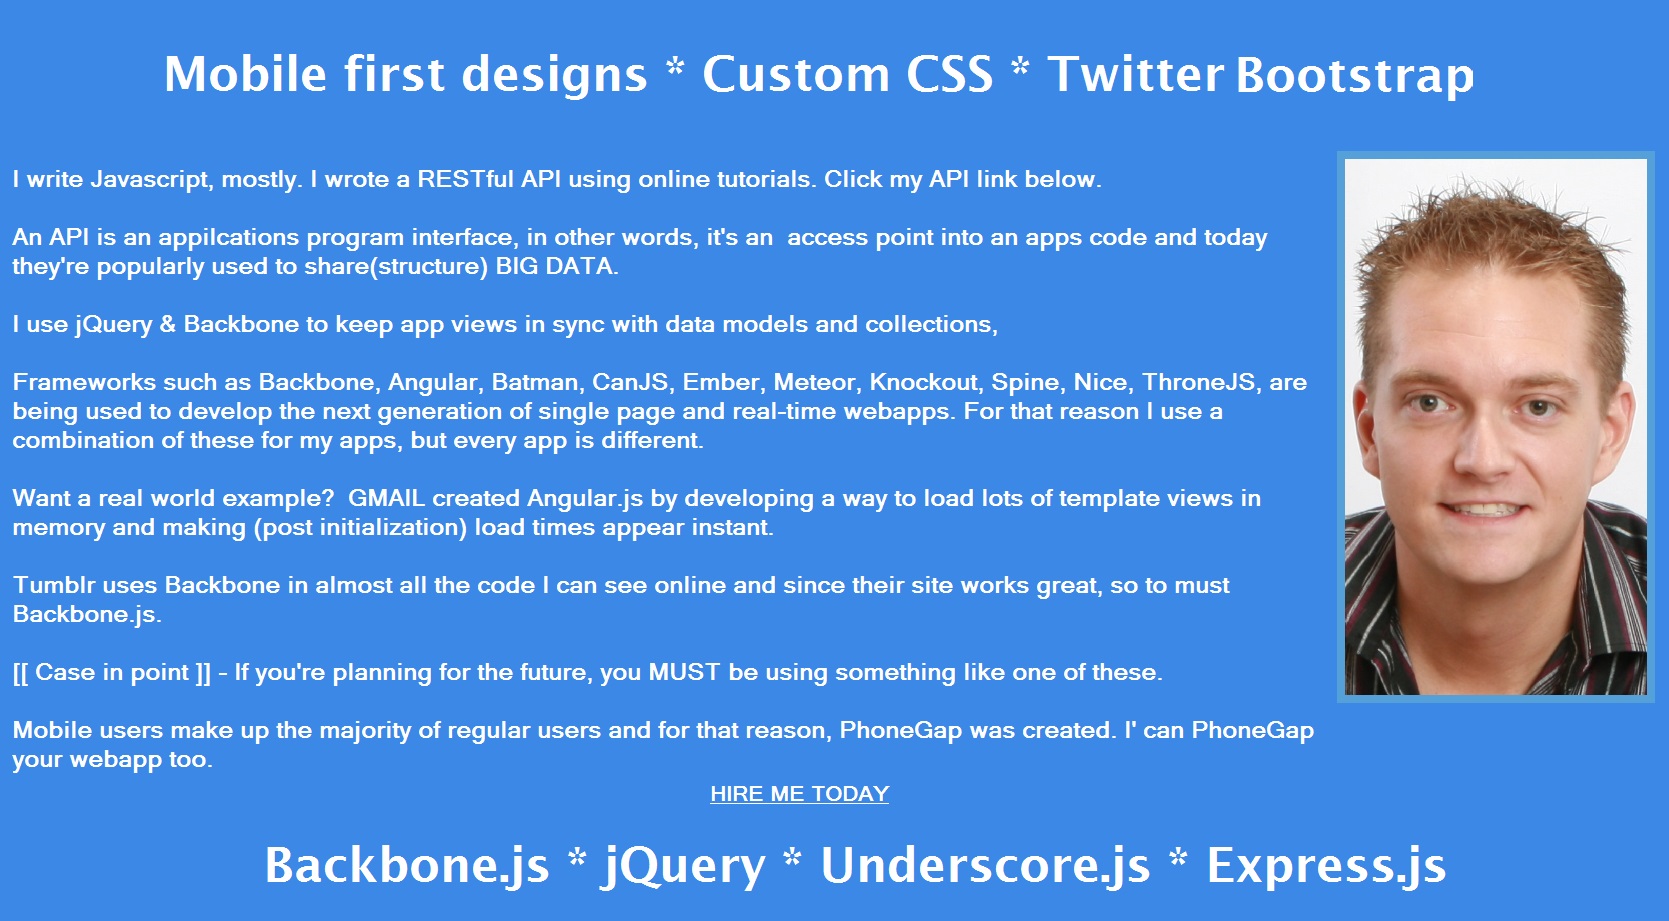 Mobile first designs * Custom CSS * Twitter Bootstrap
I write Javascript, mostly. I wrote a RESTful API using online tutorials. Click my API link below.
An API is an appilcations program interface, in other words, it's an  access point into an apps code and today
they're popularly used to share(structure) BIG DATA.
I use jQuery & Backbone to keep app views in sync with data models and collections,
Frameworks such as Backbone, Angular, Batman, CanJS, Ember, Meteor, Knockout, Spine, Nice, ThroneJS, are
being used to develop the next generation of single page and real-time webapps. For that reason I use a
combination of these for my apps, but every app is different.
Want a real world example?  GMAIL created Angular.js by developing a way to load lots of template views in
memory and making (post initialization) load times appear instant.
Tumblr uses Backbone in almost all the code I can see online and since their site works great, so to must
Backbone.js.
[[ Case in point ]] - If you're planning for the future, you MUST be using something like one of these.
Mobile users make up the majority of regular users and for that reason, PhoneGap was created. I' can PhoneGap
your webapp too.
HIRE ME TODAY
Backbone.js * jQuery * Underscore.js * Express.js